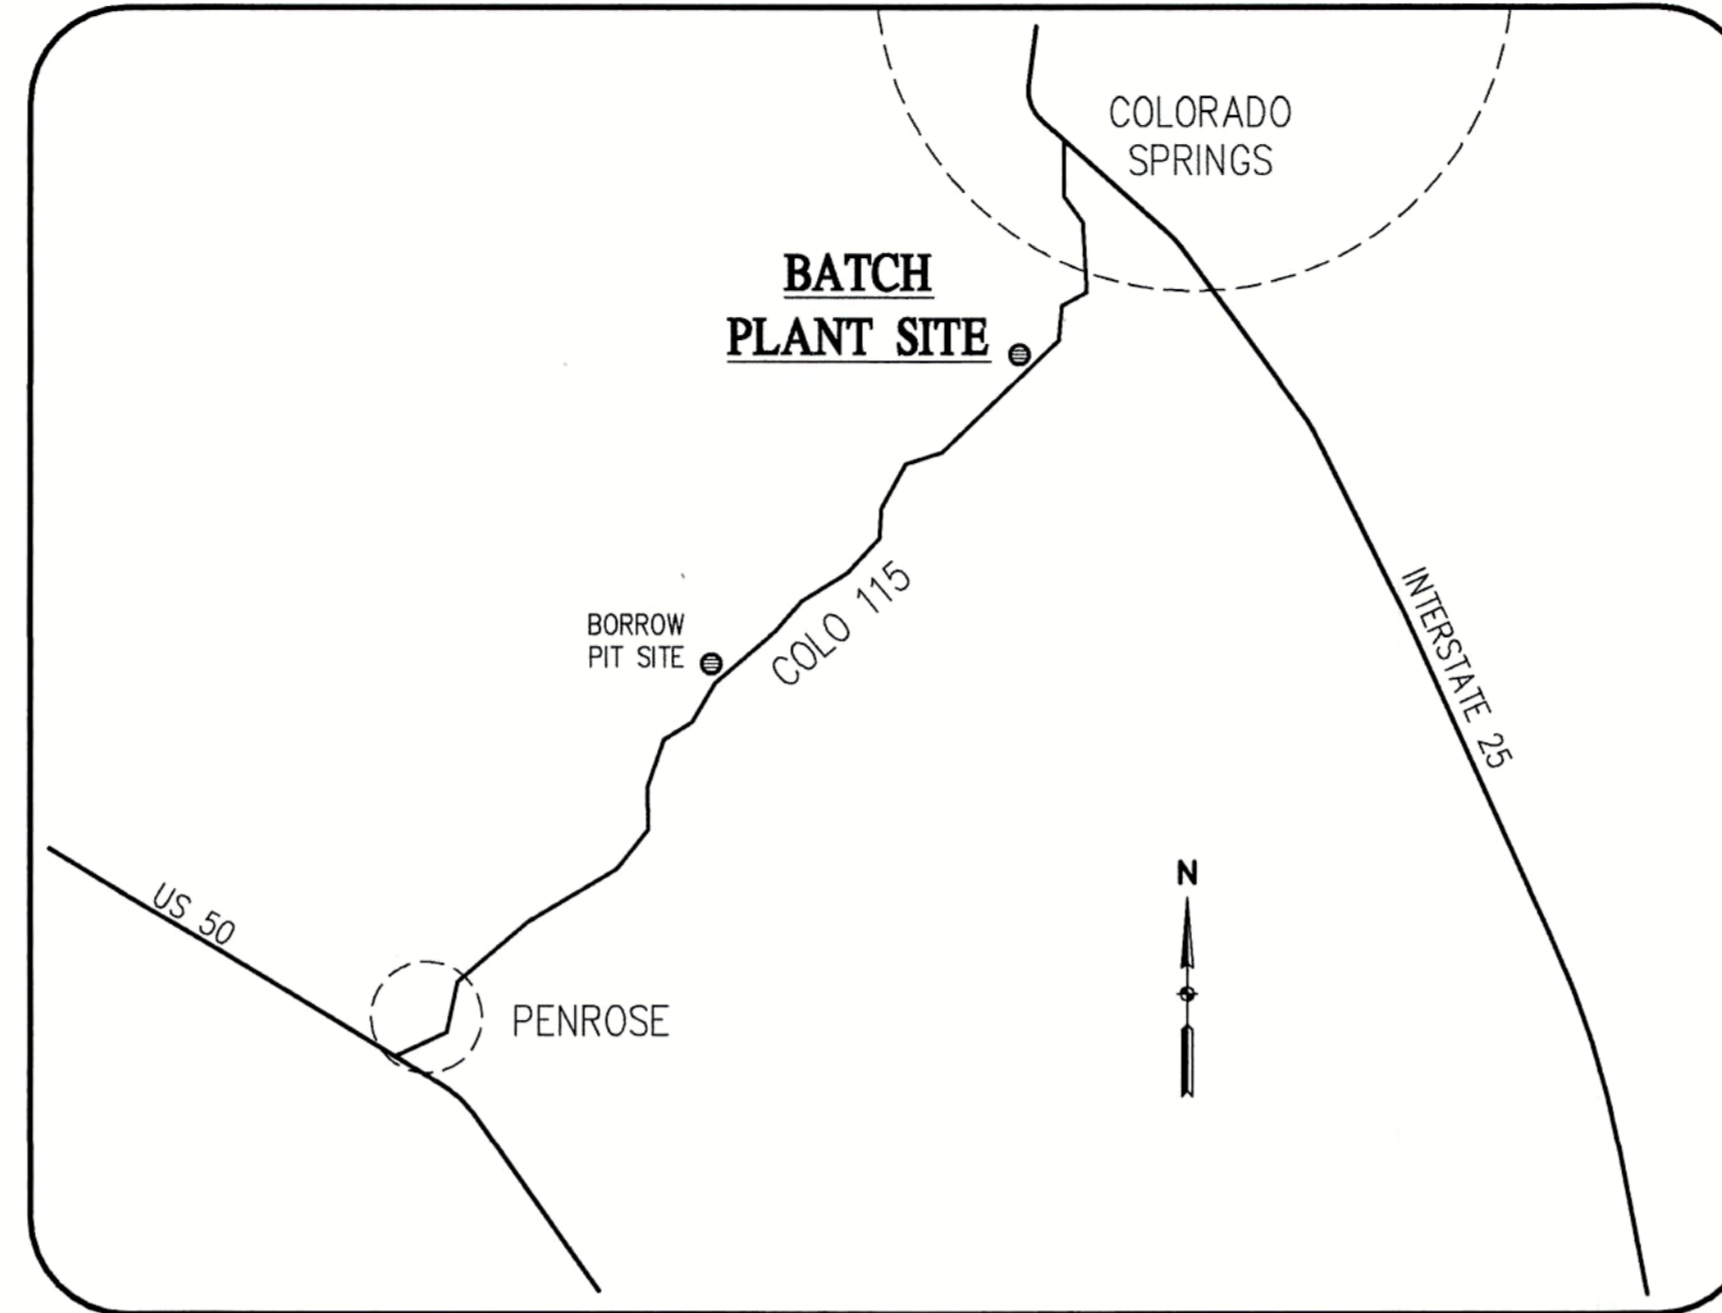 COLORADO
SPRINGS
BATCH
PLANT SITE
COLO 115
BORROW
PIT SITE
INTERSTATE 25
US 50
N
PENROSE